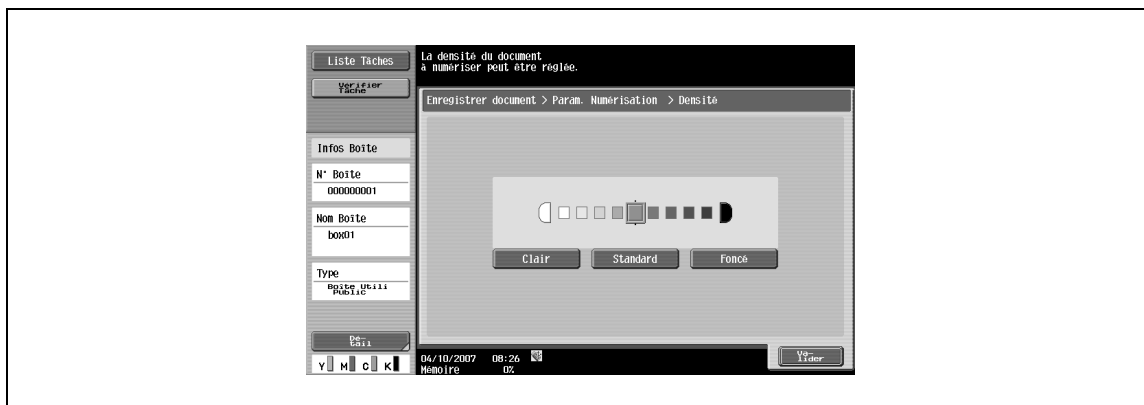 Liste Tâches
Vérifier
Tâche
La densité du document
à numériser peut être réglée.
Enregistrer document > Param. Numérisation > Densité
Infos Boîte
N° Boîte
000000001
Nom Boîte
box01
Type
Boîte Utili
Public
Clair
Standard
Foncé
Dé-
tail
Y M C K
04/10/2007 08:26
Mémoire 0%
Va-
lider